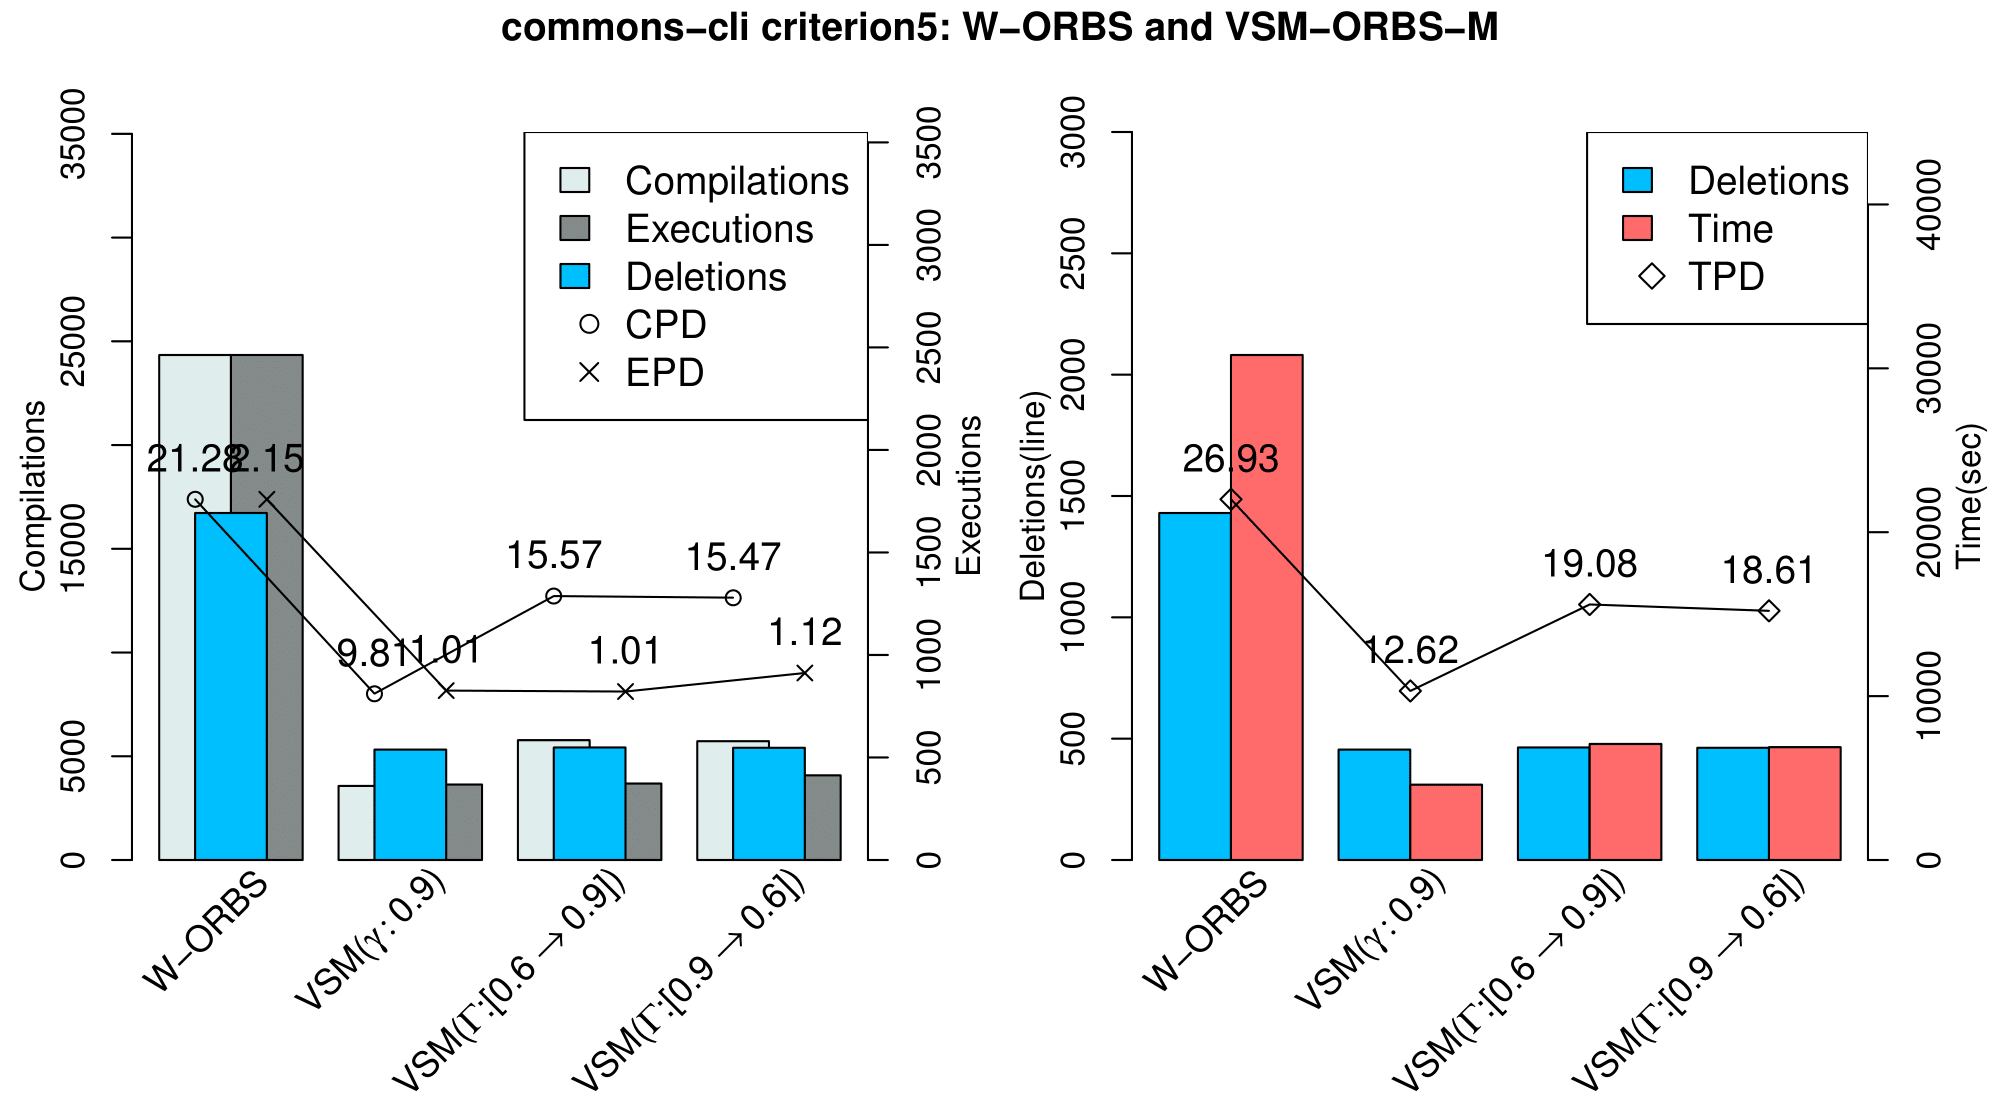 commons−cli criterion5: W−ORBS and VSM−ORBS−M
Compilations
35000
25000
15000
5000
0
Compilations
Executions
Deletions
CPD
EPD
21.28
2.15
9.81
1.01
15.57
1.01
15.47
1.12
3500
3000
2500
2000
1500
1000
500
0
Executions
W−ORBS
VSM(γ: 0.9)
VSM(Γ:[0.6 → 0.9])
VSM(Γ:[0.9 → 0.6])
Deletions(line)
3000
2500
2000
1500
1000
500
0
Deletions
Time
TPD
26.93
12.62
19.08
18.61
40000
30000
20000
10000
0
Time(sec)
W−ORBS
VSM(γ: 0.9)
VSM(Γ:[0.6 → 0.9])
VSM(Γ:[0.9 → 0.6])